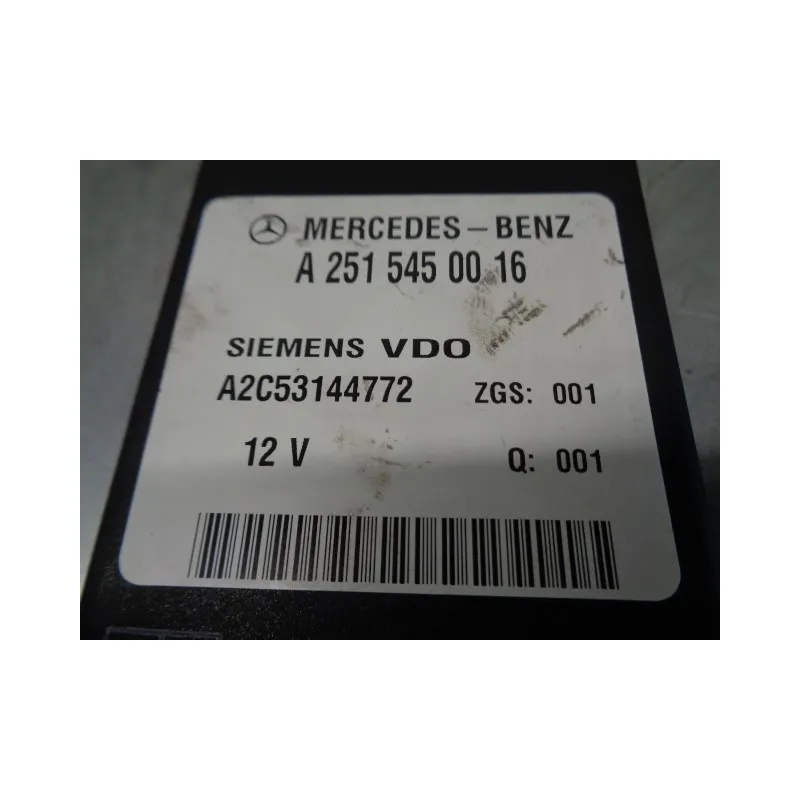 MERCEDES-BENZ
A 251 545 00 16
SIEMENS VDO
A2C53144772 ZGS: 001
12 V Q: 001